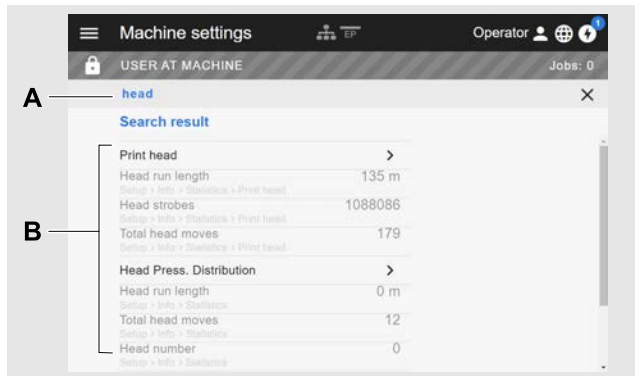 Machine settings EP Operator 1
USER AT MACHINE Jobs: 0
A head
Search result
Print head
Head run length 135 m
Setup > Info > Statistics > Print head
Head strobes 1088086
Setup > Info > Statistics > Print head
Total head moves 179
Setup > Info > Statistics > Print head
B
Head Press. Distribution
Head run length 0 m
Setup > Info > Statistics
Total head moves 12
Setup > Info > Statistics
Head number 0
Setup > Info > Statistics